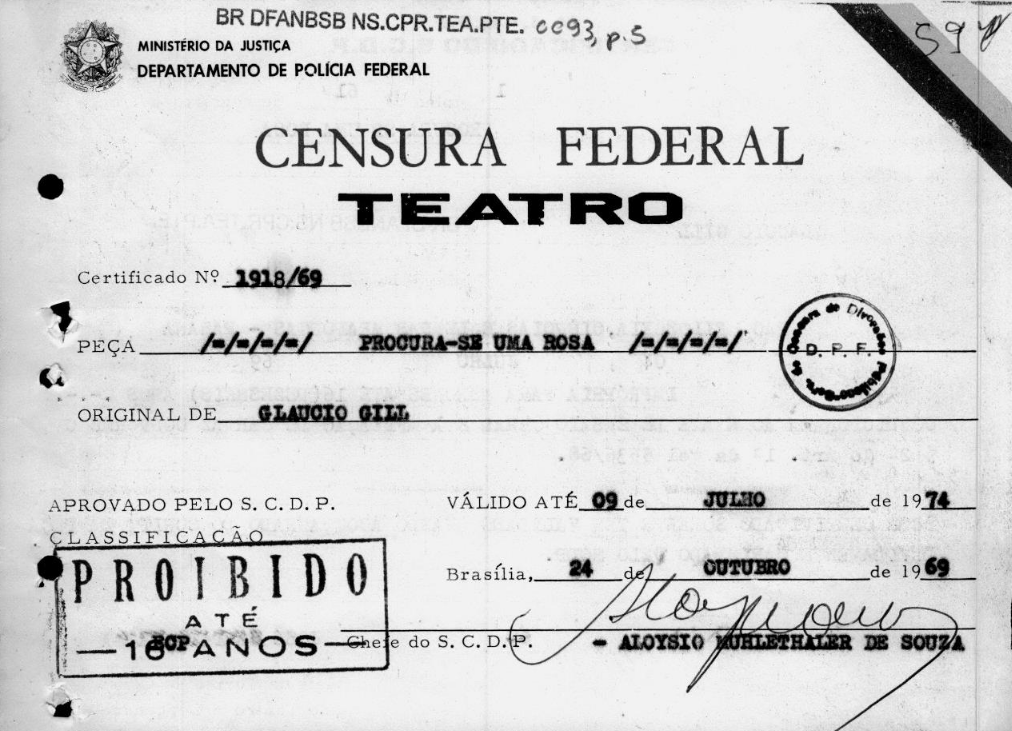 BR DFANBSB NS.CPR.TEA.PTE. 0093, p.5
59
MINISTÉRIO DA JUSTIÇA
DEPARTAMENTO DE POLÍCIA FEDERAL
CENSURA FEDERAL
TEATRO
Certificado Nº 1918/69
PEÇA /=/=/=/=/ PROCURA-SE UMA ROSA /=/=/=/=/
D. P. F.
ORIGINAL DE GLAUCIO GILL
APROVADO PELO S. C. D. P. VÁLIDO ATÉ 09 de JULHO de 1974
CLASSIFICAÇÃO
PROIBIDO
ATÉ
—16 ANOS—
Brasília, 24 de OUTUBRO de 1969
SCP Chefe do S. C. D. P. - ALOYSIO MUHLETHALER DE SOUZA